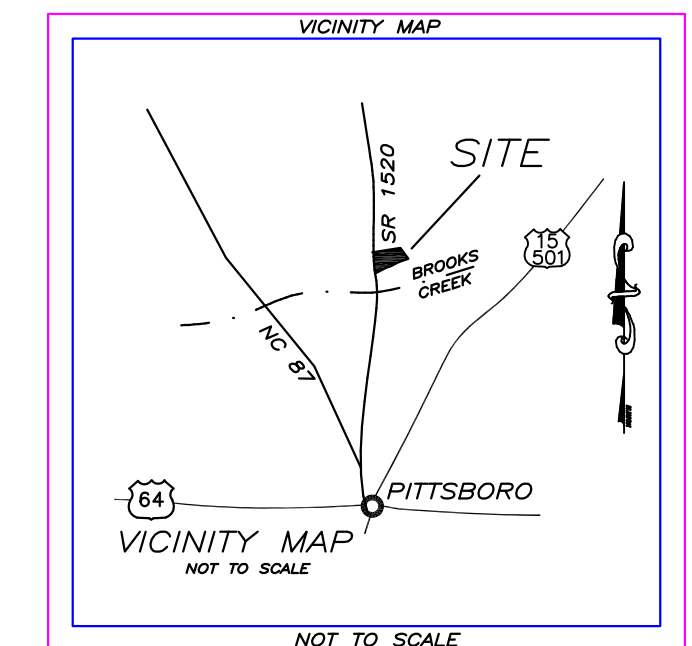 VICINITY MAP
SITE
SR 1520
15
501
BROOKS
CREEK
NC 87
64
PITTSBORO
VICINITY MAP
NOT TO SCALE
NOT TO SCALE